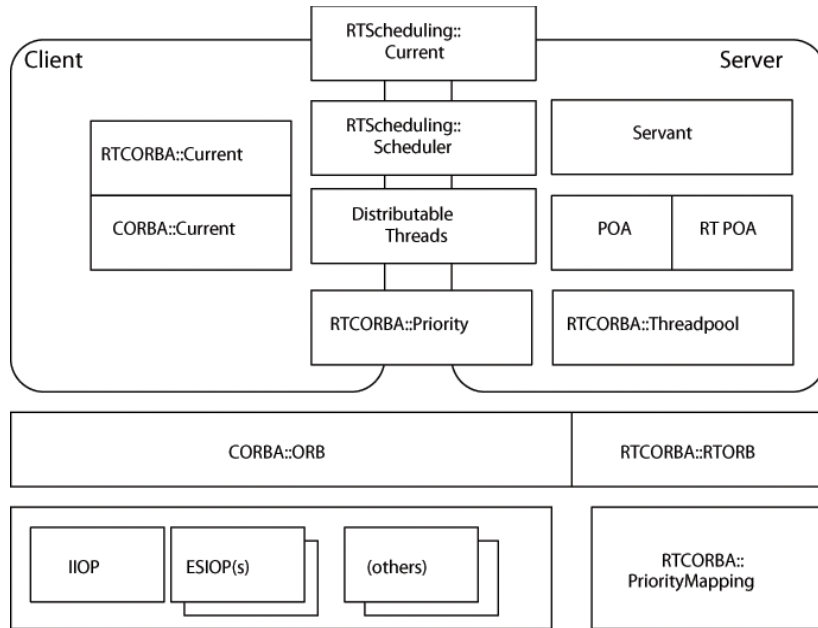 RTScheduling::
Current
Client
Server
RTScheduling::
Scheduler
Servant
RTCORBA::Current
CORBA::Current
Distributable
Threads
POA
RT POA
RTCORBA::Priority
RTCORBA::Threadpool
CORBA::ORB
RTCORBA::RTORB
IIOP
ESIOP(s)
(others)
RTCORBA::
PriorityMapping